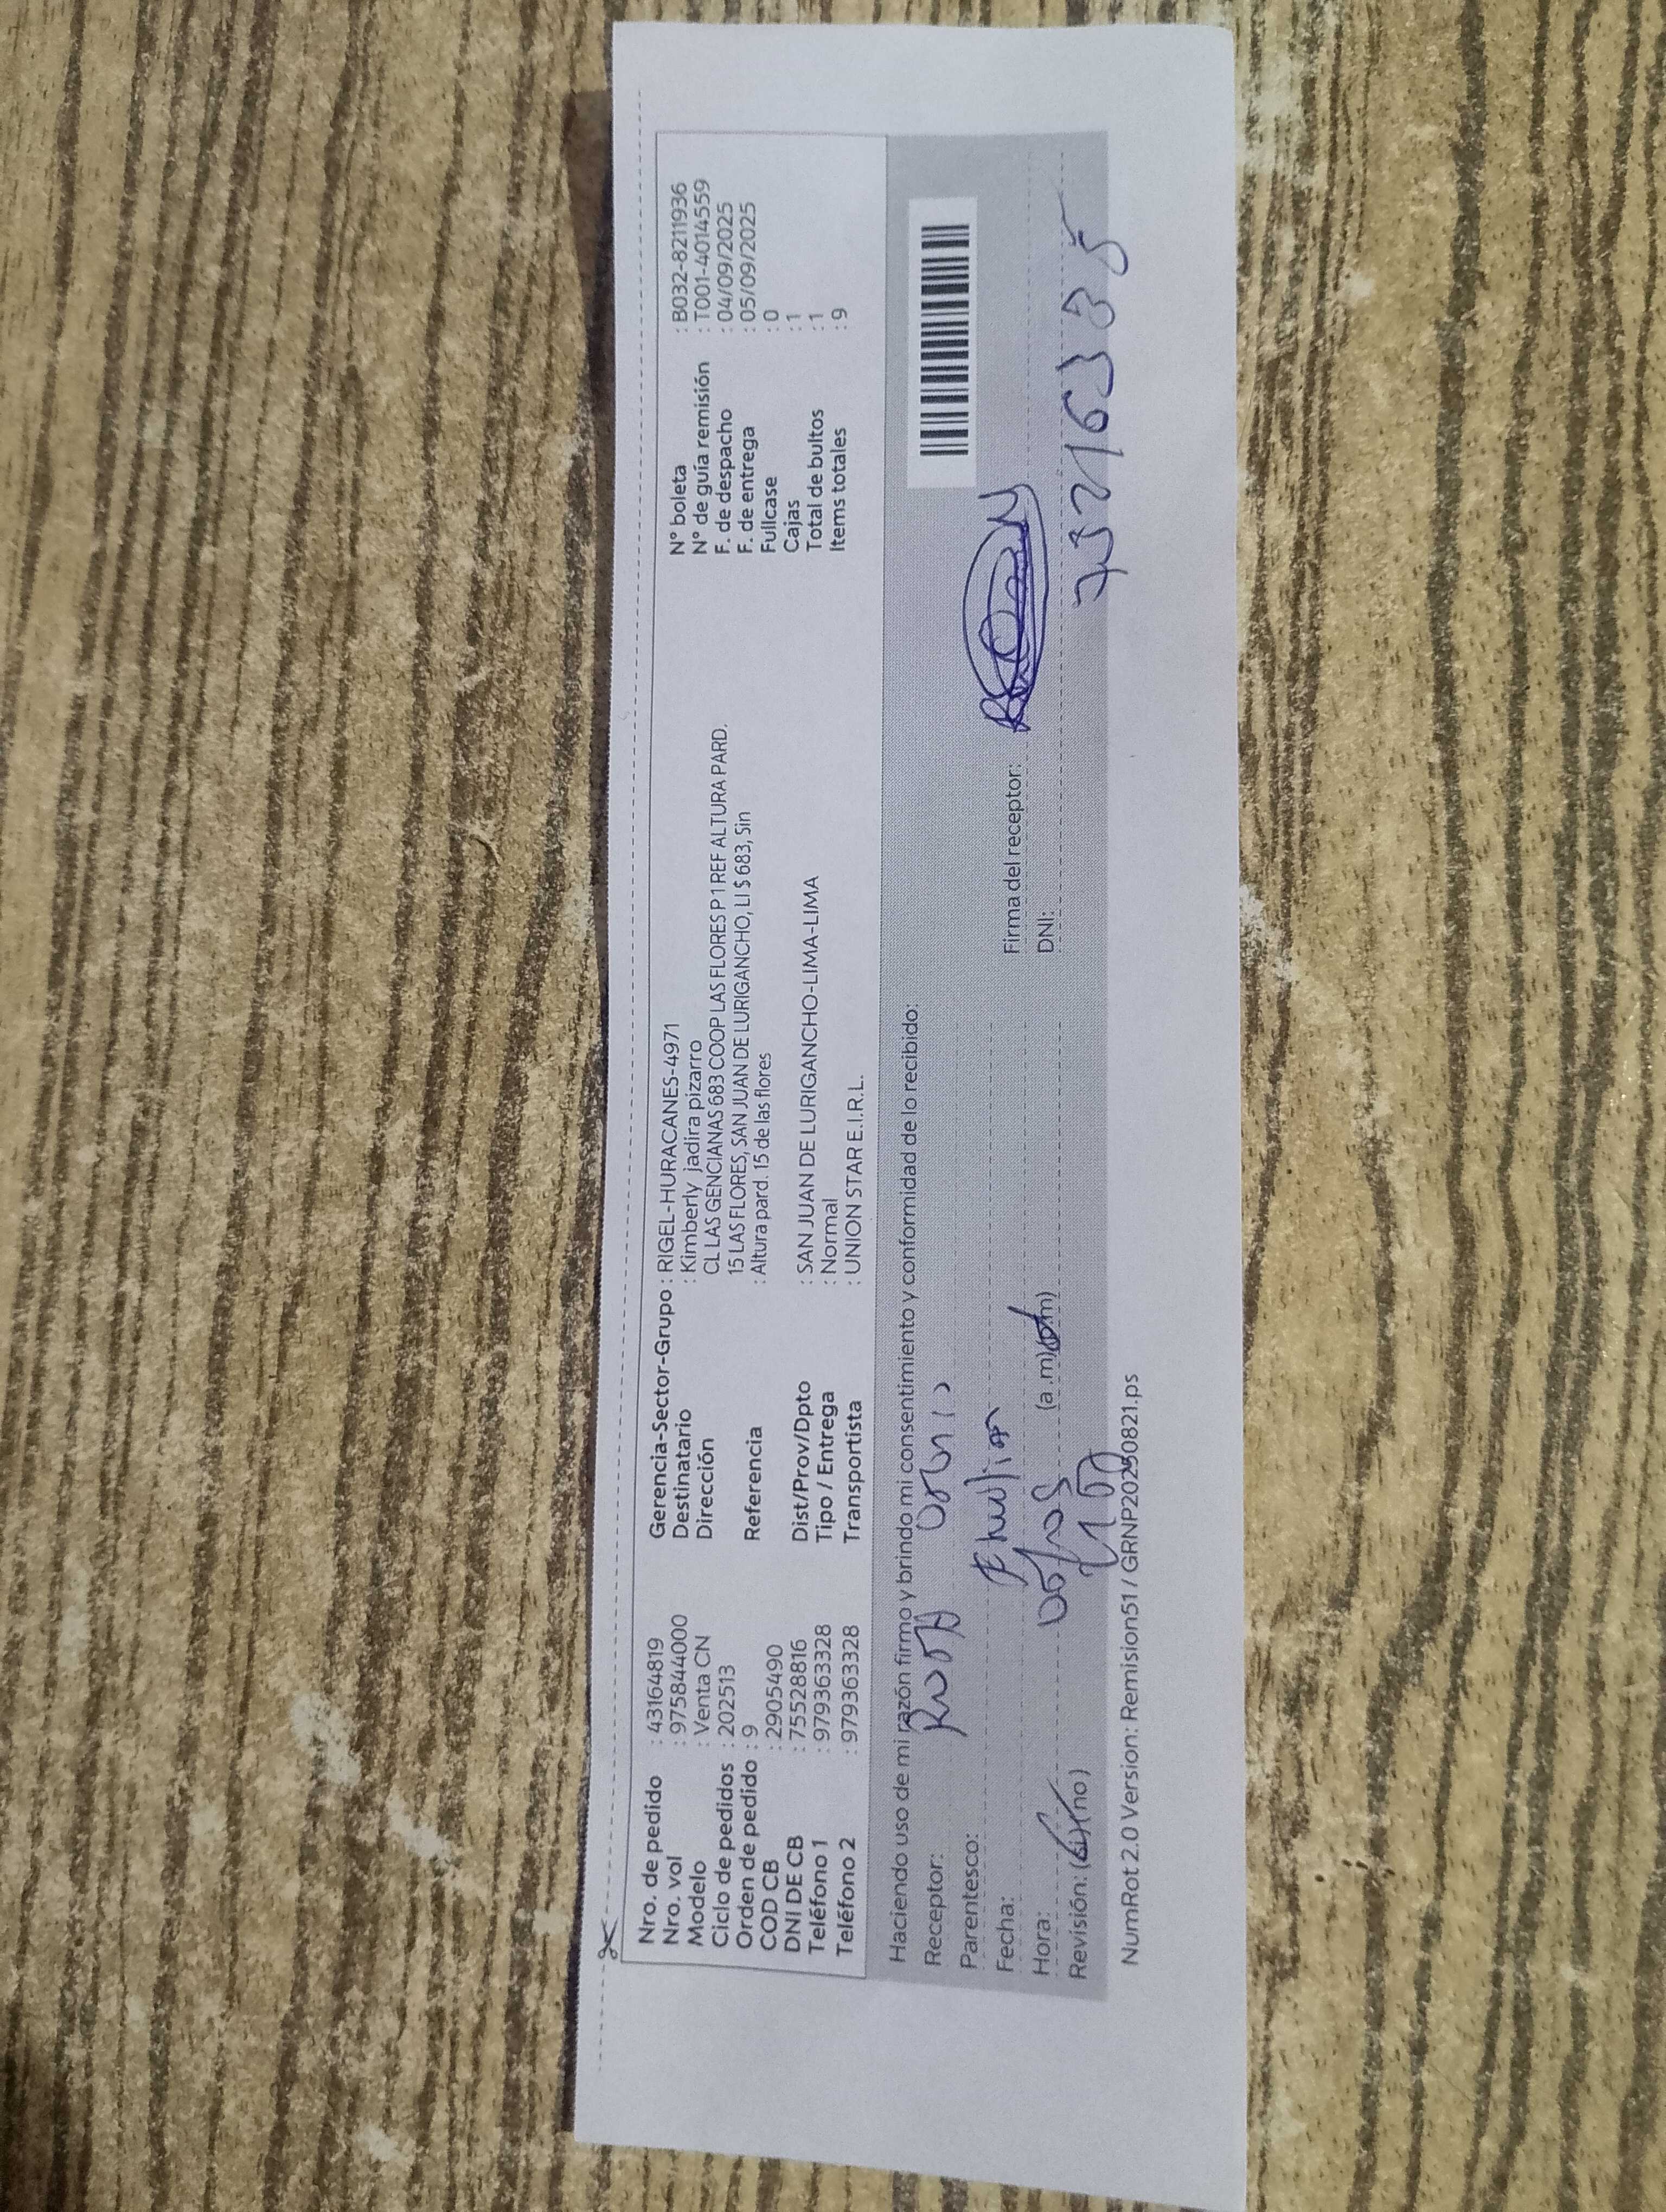 Nro. de pedido : 43164819
Nro. vol : 975844000
Modelo : Venta CN
Ciclo de pedidos : 202513
Orden de pedido : 9
COD CB : 2905490
DNI DE CB : 75528816
Teléfono 1 : 979363328
Teléfono 2 : 979363328
Gerencia-Sector-Grupo : RIGEL-HURACANES-4971
Destinatario : Kimberly jadira pizarro
Dirección CL LAS GENCIANAS 683 COOP LAS FLORES P 1 REF ALTURA PARD.
15 LAS FLORES, SAN JUAN DE LURIGANCHO, LI $ 683, Sin
Referencia : Altura pard. 15 de las flores
Dist/Prov/Dpto : SAN JUAN DE LURIGANCHO-LIMA-LIMA
Tipo / Entrega : Normal
Transportista : UNION STAR E.I.R.L.
N° boleta : B032-8211936
N° de guía remisión : T001-4014559
F. de despacho : 04/09/2025
F. de entrega : 05/09/2025
Fullcase : 0
Cajas : 1
Total de bultos : 1
Items totales : 9
Haciendo uso de mi razón firmo y brindo mi consentimiento y conformidad de lo recibido:
Receptor: Rosa
Parentesco:
Fecha:
Hora: (a.m)(p.m)
Revisión: (si)(no)
Firma del receptor:
DNI:
NumRot 2.0 Version: Remision51 / GRNP20250821.ps